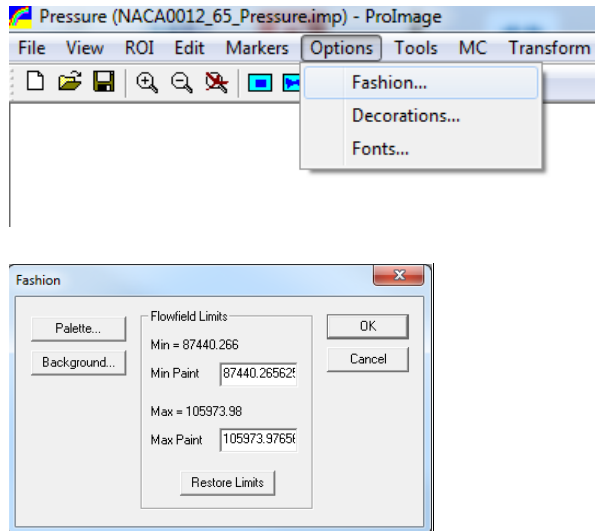 Pressure (NACA0012_65_Pressure.imp) - ProImage
File View ROI Edit Markers Options Tools MC Transform
Fashion...
Decorations...
Fonts...
Fashion
Palette...
Background...
Flowfield Limits
Min = 87440.266
Min Paint 87440.265625
Max = 105973.98
Max Paint 105973.97656
Restore Limits
OK
Cancel